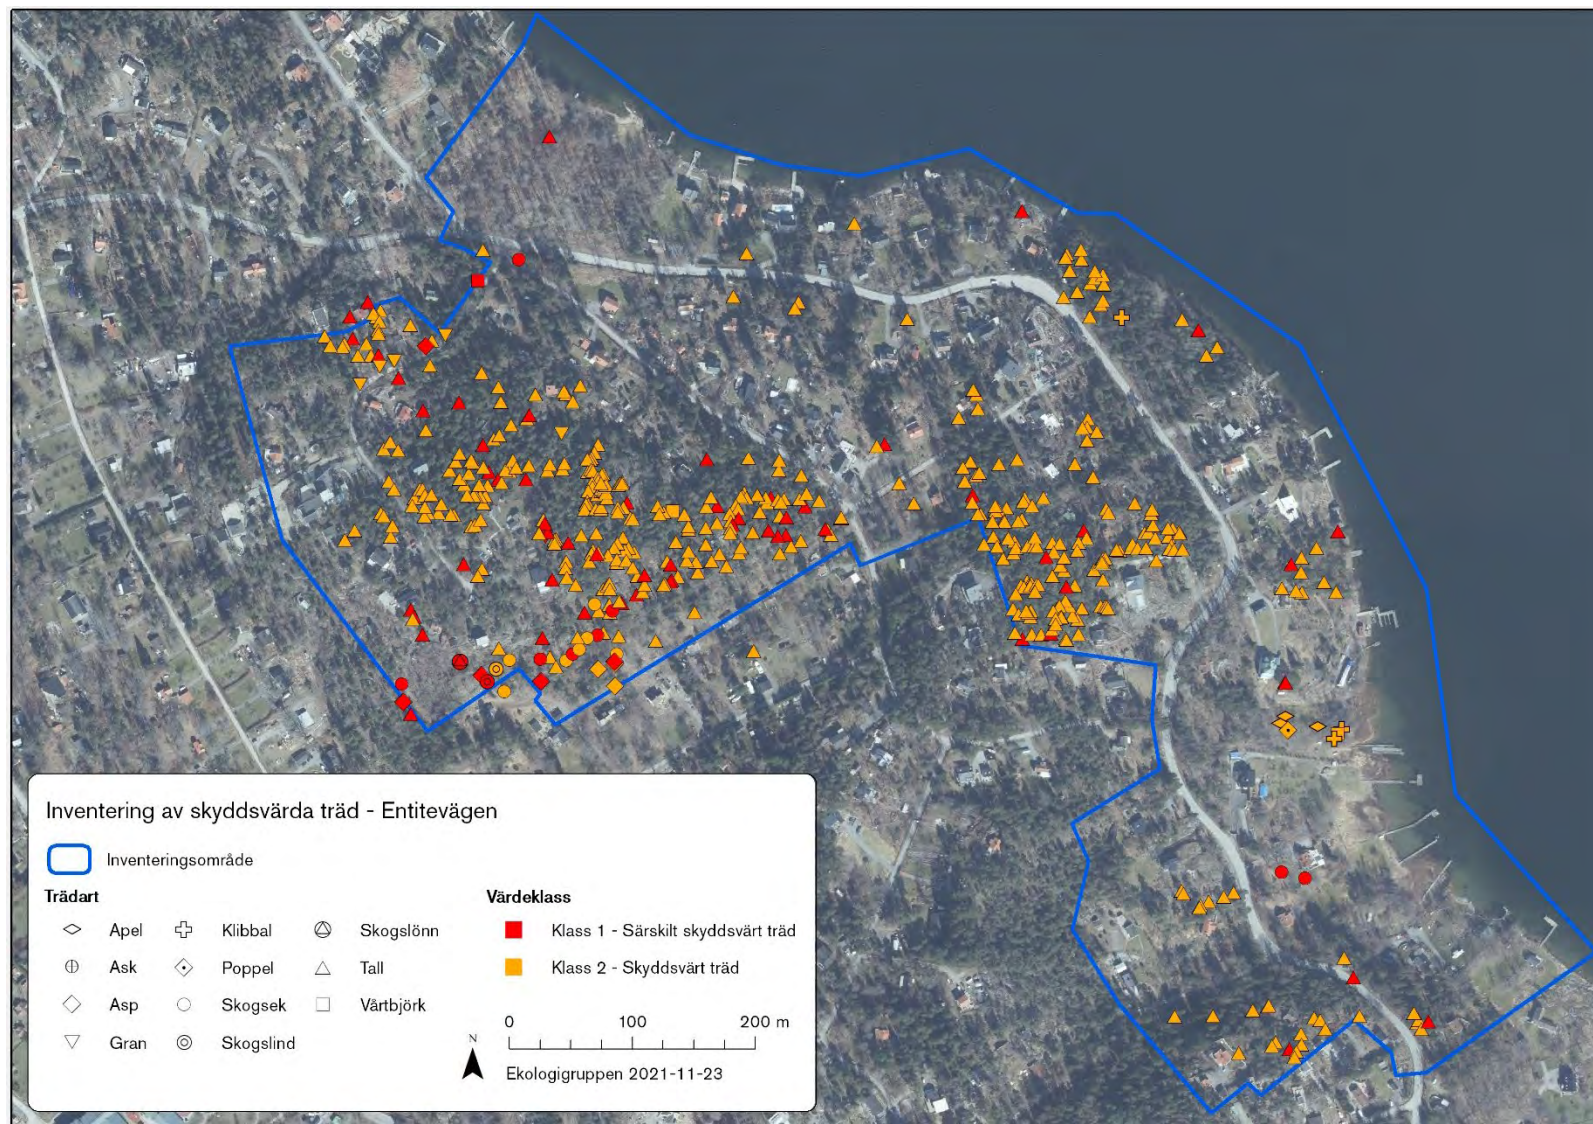 Inventering av skyddsvärda träd - Entitevägen
Inventeringsområde
Trädart
Apel
Ask
Asp
Gran
Klibbal
Poppel
Skogsek
Skogslind
Skogslönn
Tall
Vårtbjörk
Värdeklass
Klass 1 - Särskilt skyddsvärt träd
Klass 2 - Skyddsvärt träd
N
0 100 200 m
Ekologigruppen 2021-11-23